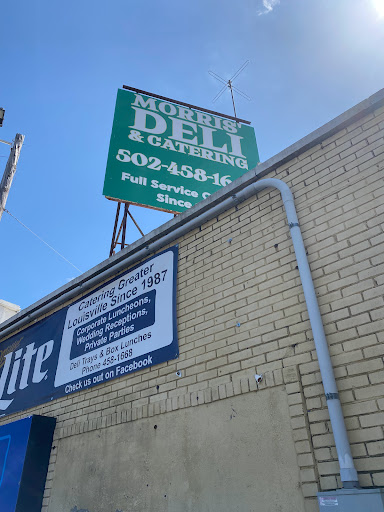 MORRIS'
DELI
& CATERING
502-458-16
Full Service
Since
Catering Greater
Louisville Since 1987
Corporate Luncheons,
Wedding Receptions,
Private Parties
Deli Trays & Box Lunches
Phone 458-1668
Check us out on Facebook
Lite